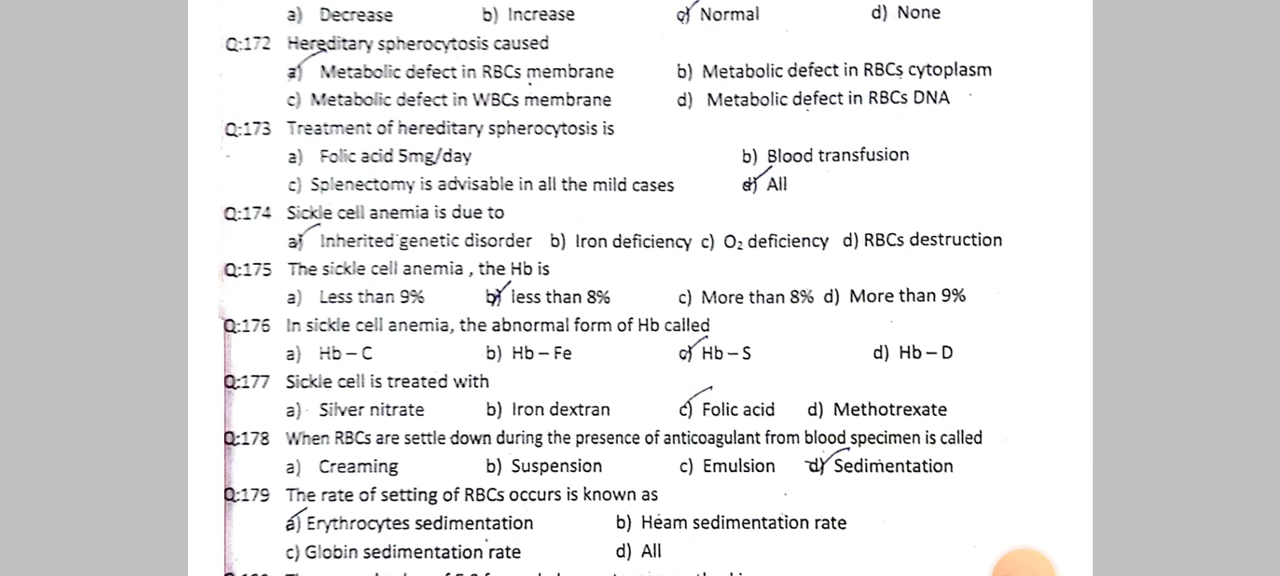 a) Decrease b) Increase c) Normal d) None
Q:172 Hereditary spherocytosis caused
a) Metabolic defect in RBCs membrane b) Metabolic defect in RBCs cytoplasm
c) Metabolic defect in WBCs membrane d) Metabolic defect in RBCs DNA
Q:173 Treatment of hereditary spherocytosis is
a) Folic acid 5mg/day b) Blood transfusion
c) Splenectomy is advisable in all the mild cases d) All
Q:174 Sickle cell anemia is due to
a) Inherited genetic disorder b) Iron deficiency c) O₂ deficiency d) RBCs destruction
Q:175 The sickle cell anemia , the Hb is
a) Less than 9% b) less than 8% c) More than 8% d) More than 9%
Q:176 In sickle cell anemia, the abnormal form of Hb called
a) Hb – C b) Hb – Fe c) Hb – S d) Hb – D
Q:177 Sickle cell is treated with
a) Silver nitrate b) Iron dextran c) Folic acid d) Methotrexate
Q:178 When RBCs are settle down during the presence of anticoagulant from blood specimen is called
a) Creaming b) Suspension c) Emulsion d) Sedimentation
Q:179 The rate of setting of RBCs occurs is known as
a) Erythrocytes sedimentation b) Heam sedimentation rate
c) Globin sedimentation rate d) All